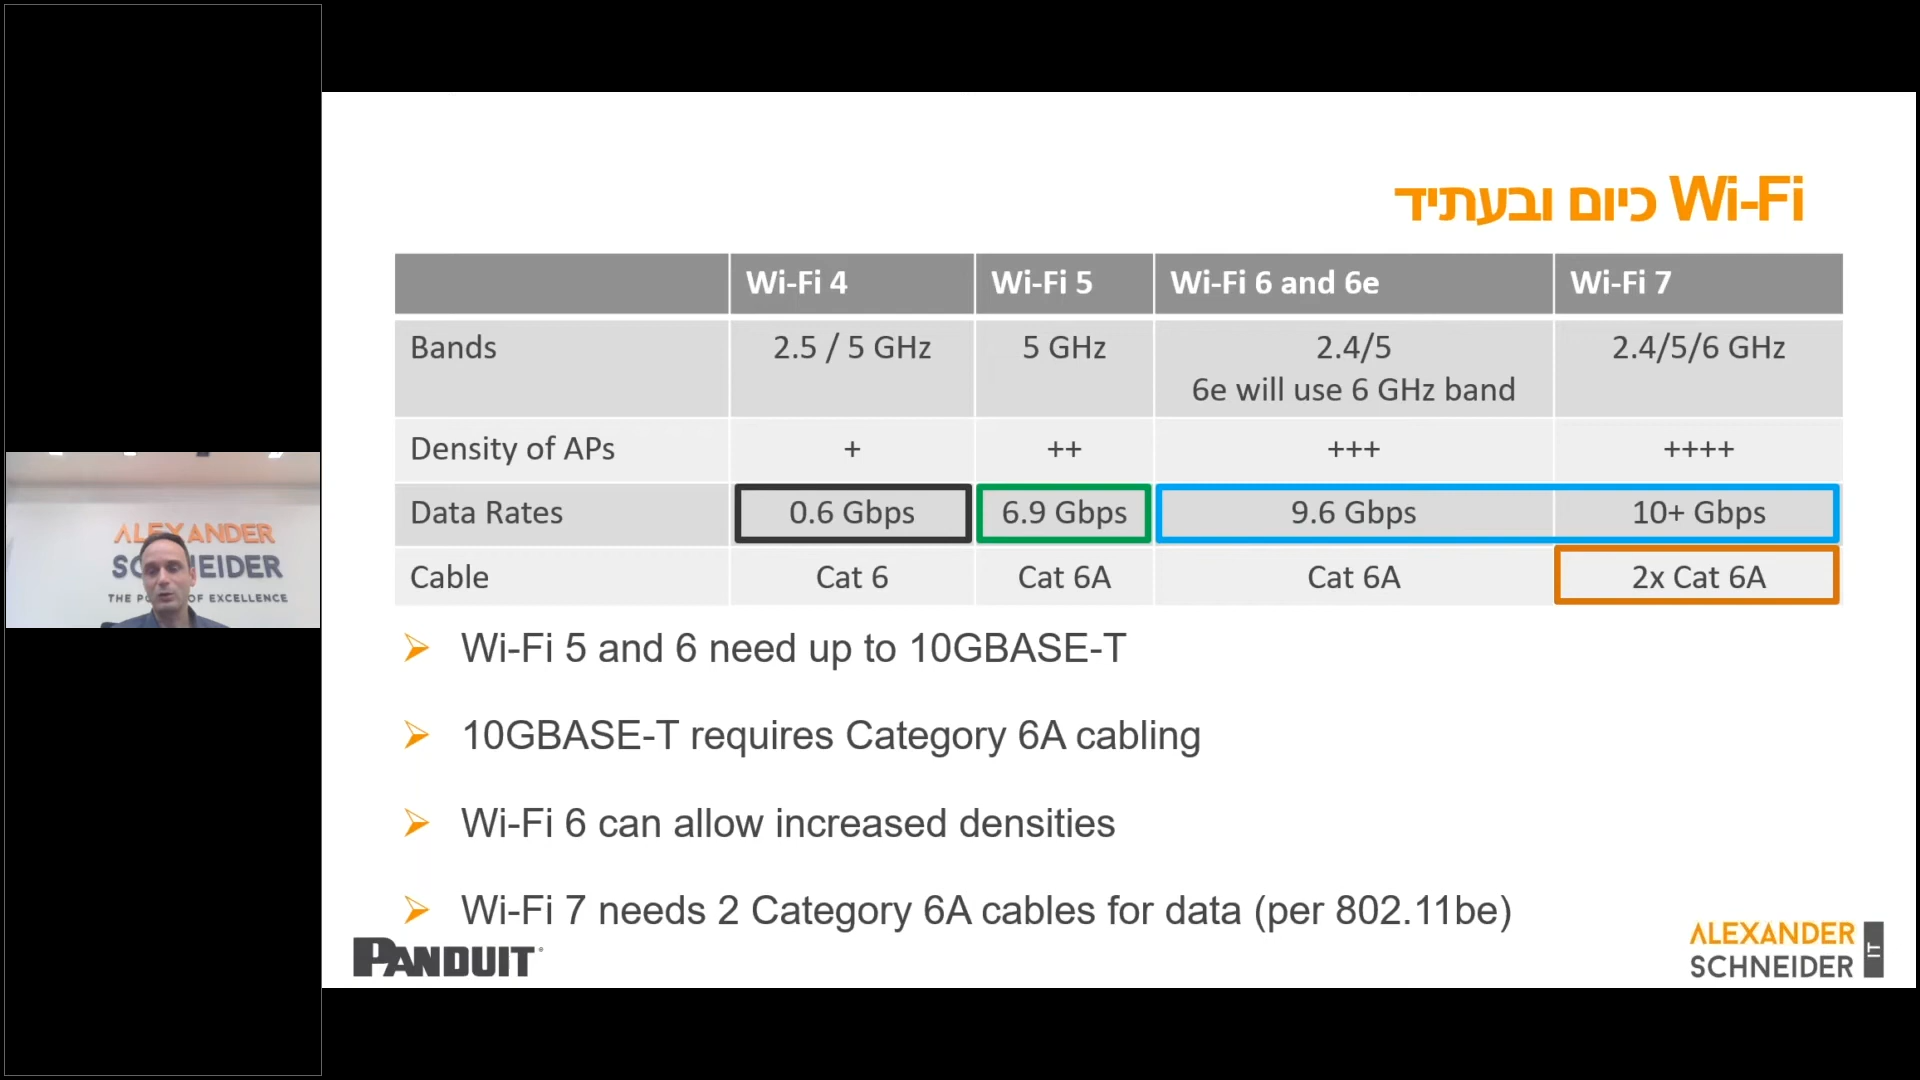 Wi-Fi כיום ובעתיד
Wi-Fi 4 Wi-Fi 5 Wi-Fi 6 and 6e Wi-Fi 7
Bands 2.5 / 5 GHz 5 GHz 2.4/5 2.4/5/6 GHz
6e will use 6 GHz band
Density of APs + ++ +++ ++++
Data Rates 0.6 Gbps 6.9 Gbps 9.6 Gbps 10+ Gbps
Cable Cat 6 Cat 6A Cat 6A 2x Cat 6A
Wi-Fi 5 and 6 need up to 10GBASE-T
10GBASE-T requires Category 6A cabling
Wi-Fi 6 can allow increased densities
Wi-Fi 7 needs 2 Category 6A cables for data (per 802.11be)
PANDUIT
ALEXANDER
SCHNEIDER
IT
ALEXANDER
OF EXCELLENCE